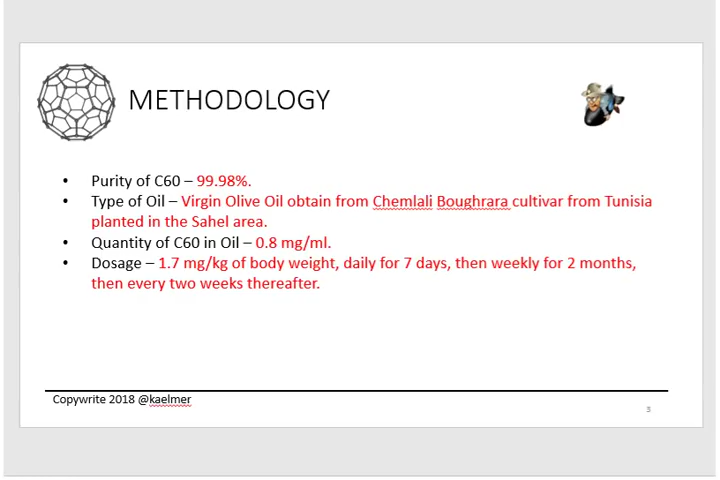 METHODOLOGY
• Purity of C60 – 99.98%.
• Type of Oil – Virgin Olive Oil obtain from Chemlali Boughrara cultivar from Tunisia
planted in the Sahel area.
• Quantity of C60 in Oil – 0.8 mg/ml.
• Dosage – 1.7 mg/kg of body weight, daily for 7 days, then weekly for 2 months,
then every two weeks thereafter.
Copywrite 2018 @kaelmer
3